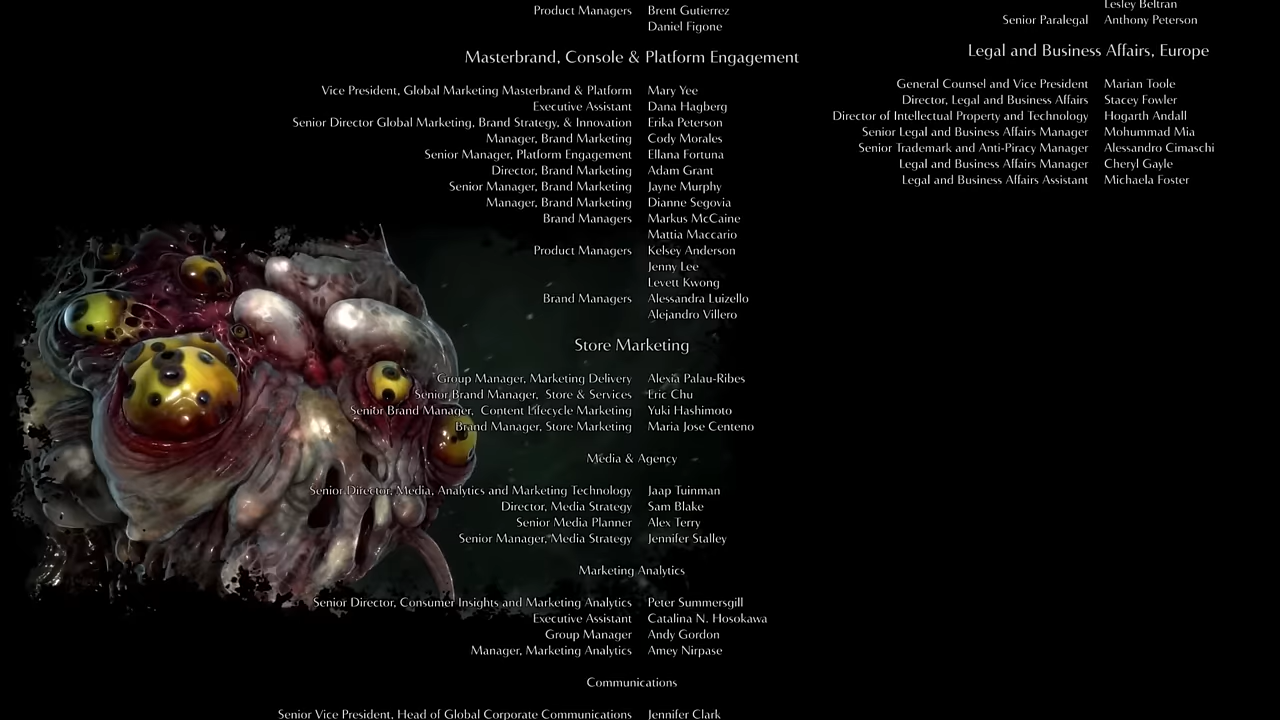 Product Managers Brent Gutierrez
Daniel Figone
Masterbrand, Console & Platform Engagement
Vice President, Global Marketing Masterbrand & Platform Mary Yee
Executive Assistant Dana Hagberg
Senior Director Global Marketing, Brand Strategy, & Innovation Erika Peterson
Manager, Brand Marketing Cody Morales
Senior Manager, Platform Engagement Ellana Fortuna
Director, Brand Marketing Adam Grant
Senior Manager, Brand Marketing Jayne Murphy
Manager, Brand Marketing Dianne Segovia
Brand Managers Markus McCaine
Mattia Maccario
Product Managers Kelsey Anderson
Jenny Lee
Levett Kwong
Brand Managers Alessandra Luizello
Alejandro Villero
Store Marketing
Group Manager, Marketing Delivery Alexia Palau-Ribes
Senior Brand Manager, Store & Services Eric Chu
Senior Brand Manager, Content Lifecycle Marketing Yuki Hashimoto
Brand Manager, Store Marketing Maria Jose Centeno
Media & Agency
Senior Director, Media, Analytics and Marketing Technology Jaap Tuinman
Director, Media Strategy Sam Blake
Senior Media Planner Alex Terry
Senior Manager, Media Strategy Jennifer Stalley
Marketing Analytics
Senior Director, Consumer Insights and Marketing Analytics Peter Summersgill
Executive Assistant Catalina N. Hosokawa
Group Manager Andy Gordon
Manager, Marketing Analytics Amey Nirpase
Communications
Senior Vice President, Head of Global Corporate Communications Jennifer Clark
Lesley Beltran
Senior Paralegal Anthony Peterson
Legal and Business Affairs, Europe
General Counsel and Vice President Marian Toole
Director, Legal and Business Affairs Stacey Fowler
Director of Intellectual Property and Technology Hogarth Andall
Senior Legal and Business Affairs Manager Mohummad Mia
Senior Trademark and Anti-Piracy Manager Alessandro Cimaschi
Legal and Business Affairs Manager Cheryl Gayle
Legal and Business Affairs Assistant Michaela Foster